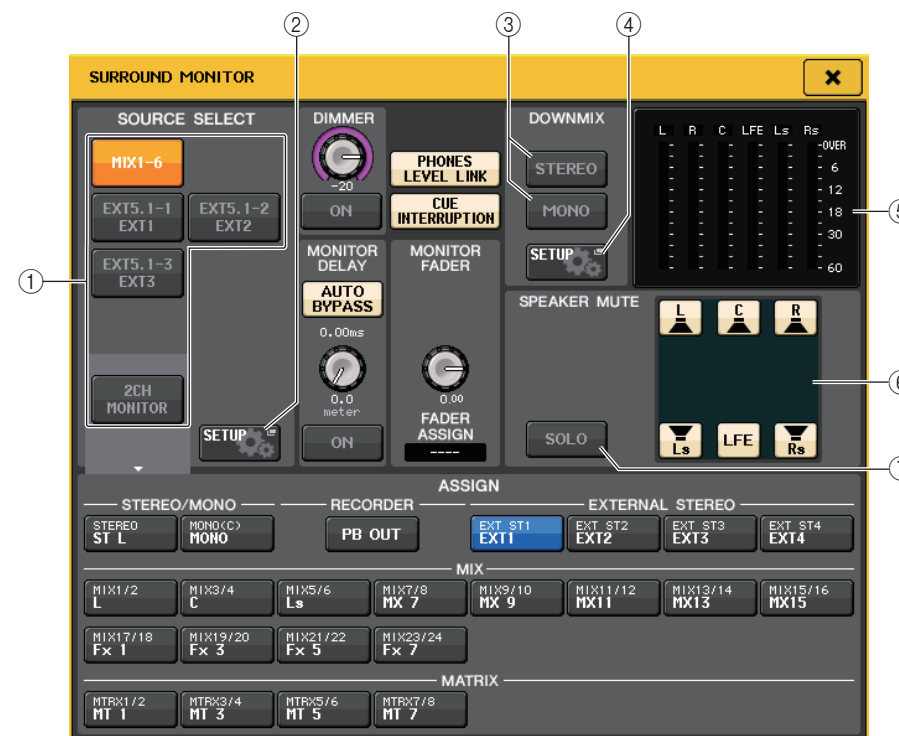 ② ③ ④
SURROUND MONITOR
SOURCE SELECT
MIX1-6
EXT5.1-1
EXT1
EXT5.1-2
EXT2
EXT5.1-3
EXT3
①
2CH
MONITOR
SETUP
DIMMER
-20
ON
PHONES
LEVEL LINK
CUE
INTERRUPTION
MONITOR
DELAY
AUTO
BYPASS
0.00ms
0.0
meter
ON
MONITOR
FADER
0.00
FADER
ASSIGN
----
DOWNMIX
STEREO
MONO
SETUP
L R C LFE Ls Rs
OVER
6
12
18
30
60
SPEAKER MUTE
L C R
Ls LFE Rs
SOLO
ASSIGN
STEREO/MONO
STEREO
ST L
MONO(C)
MONO
RECORDER
PB OUT
EXTERNAL STEREO
EXT ST1
EXT1
EXT ST2
EXT2
EXT ST3
EXT3
EXT ST4
EXT4
MIX
MIX1/2
L
MIX3/4
C
MIX5/6
Ls
MIX7/8
MX 7
MIX9/10
MX 9
MIX11/12
MX11
MIX13/14
MX13
MIX15/16
MX15
MIX17/18
Fx 1
MIX19/20
Fx 3
MIX21/22
Fx 5
MIX23/24
Fx 7
MATRIX
MTRX1/2
MT 1
MTRX3/4
MT 3
MTRX5/6
MT 5
MTRX7/8
MT 7